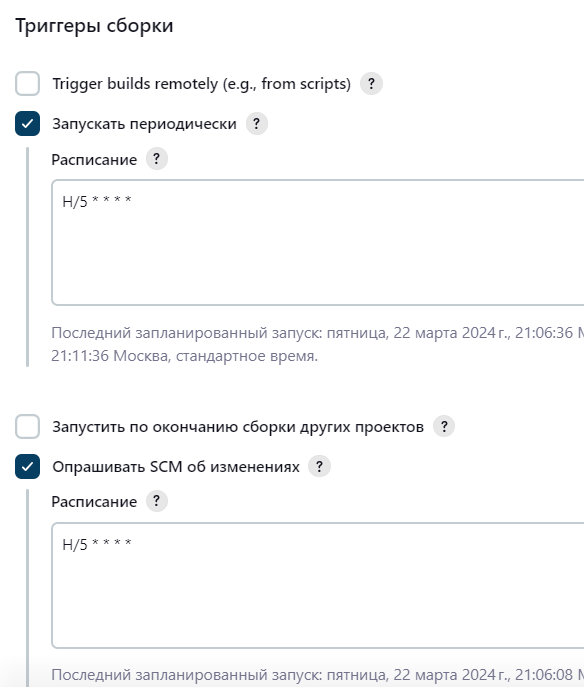 Триггеры сборки
Trigger builds remotely (e.g., from scripts) ?
Запускать периодически ?
Расписание ?
H/5 * * * *
Последний запланированный запуск: пятница, 22 марта 2024 г., 21:06:36
21:11:36 Москва, стандартное время.
Запустить по окончанию сборки других проектов ?
Опрашивать SCM об изменениях ?
Расписание ?
H/5 * * * *
Последний запланированный запуск: пятница, 22 марта 2024 г., 21:06:08